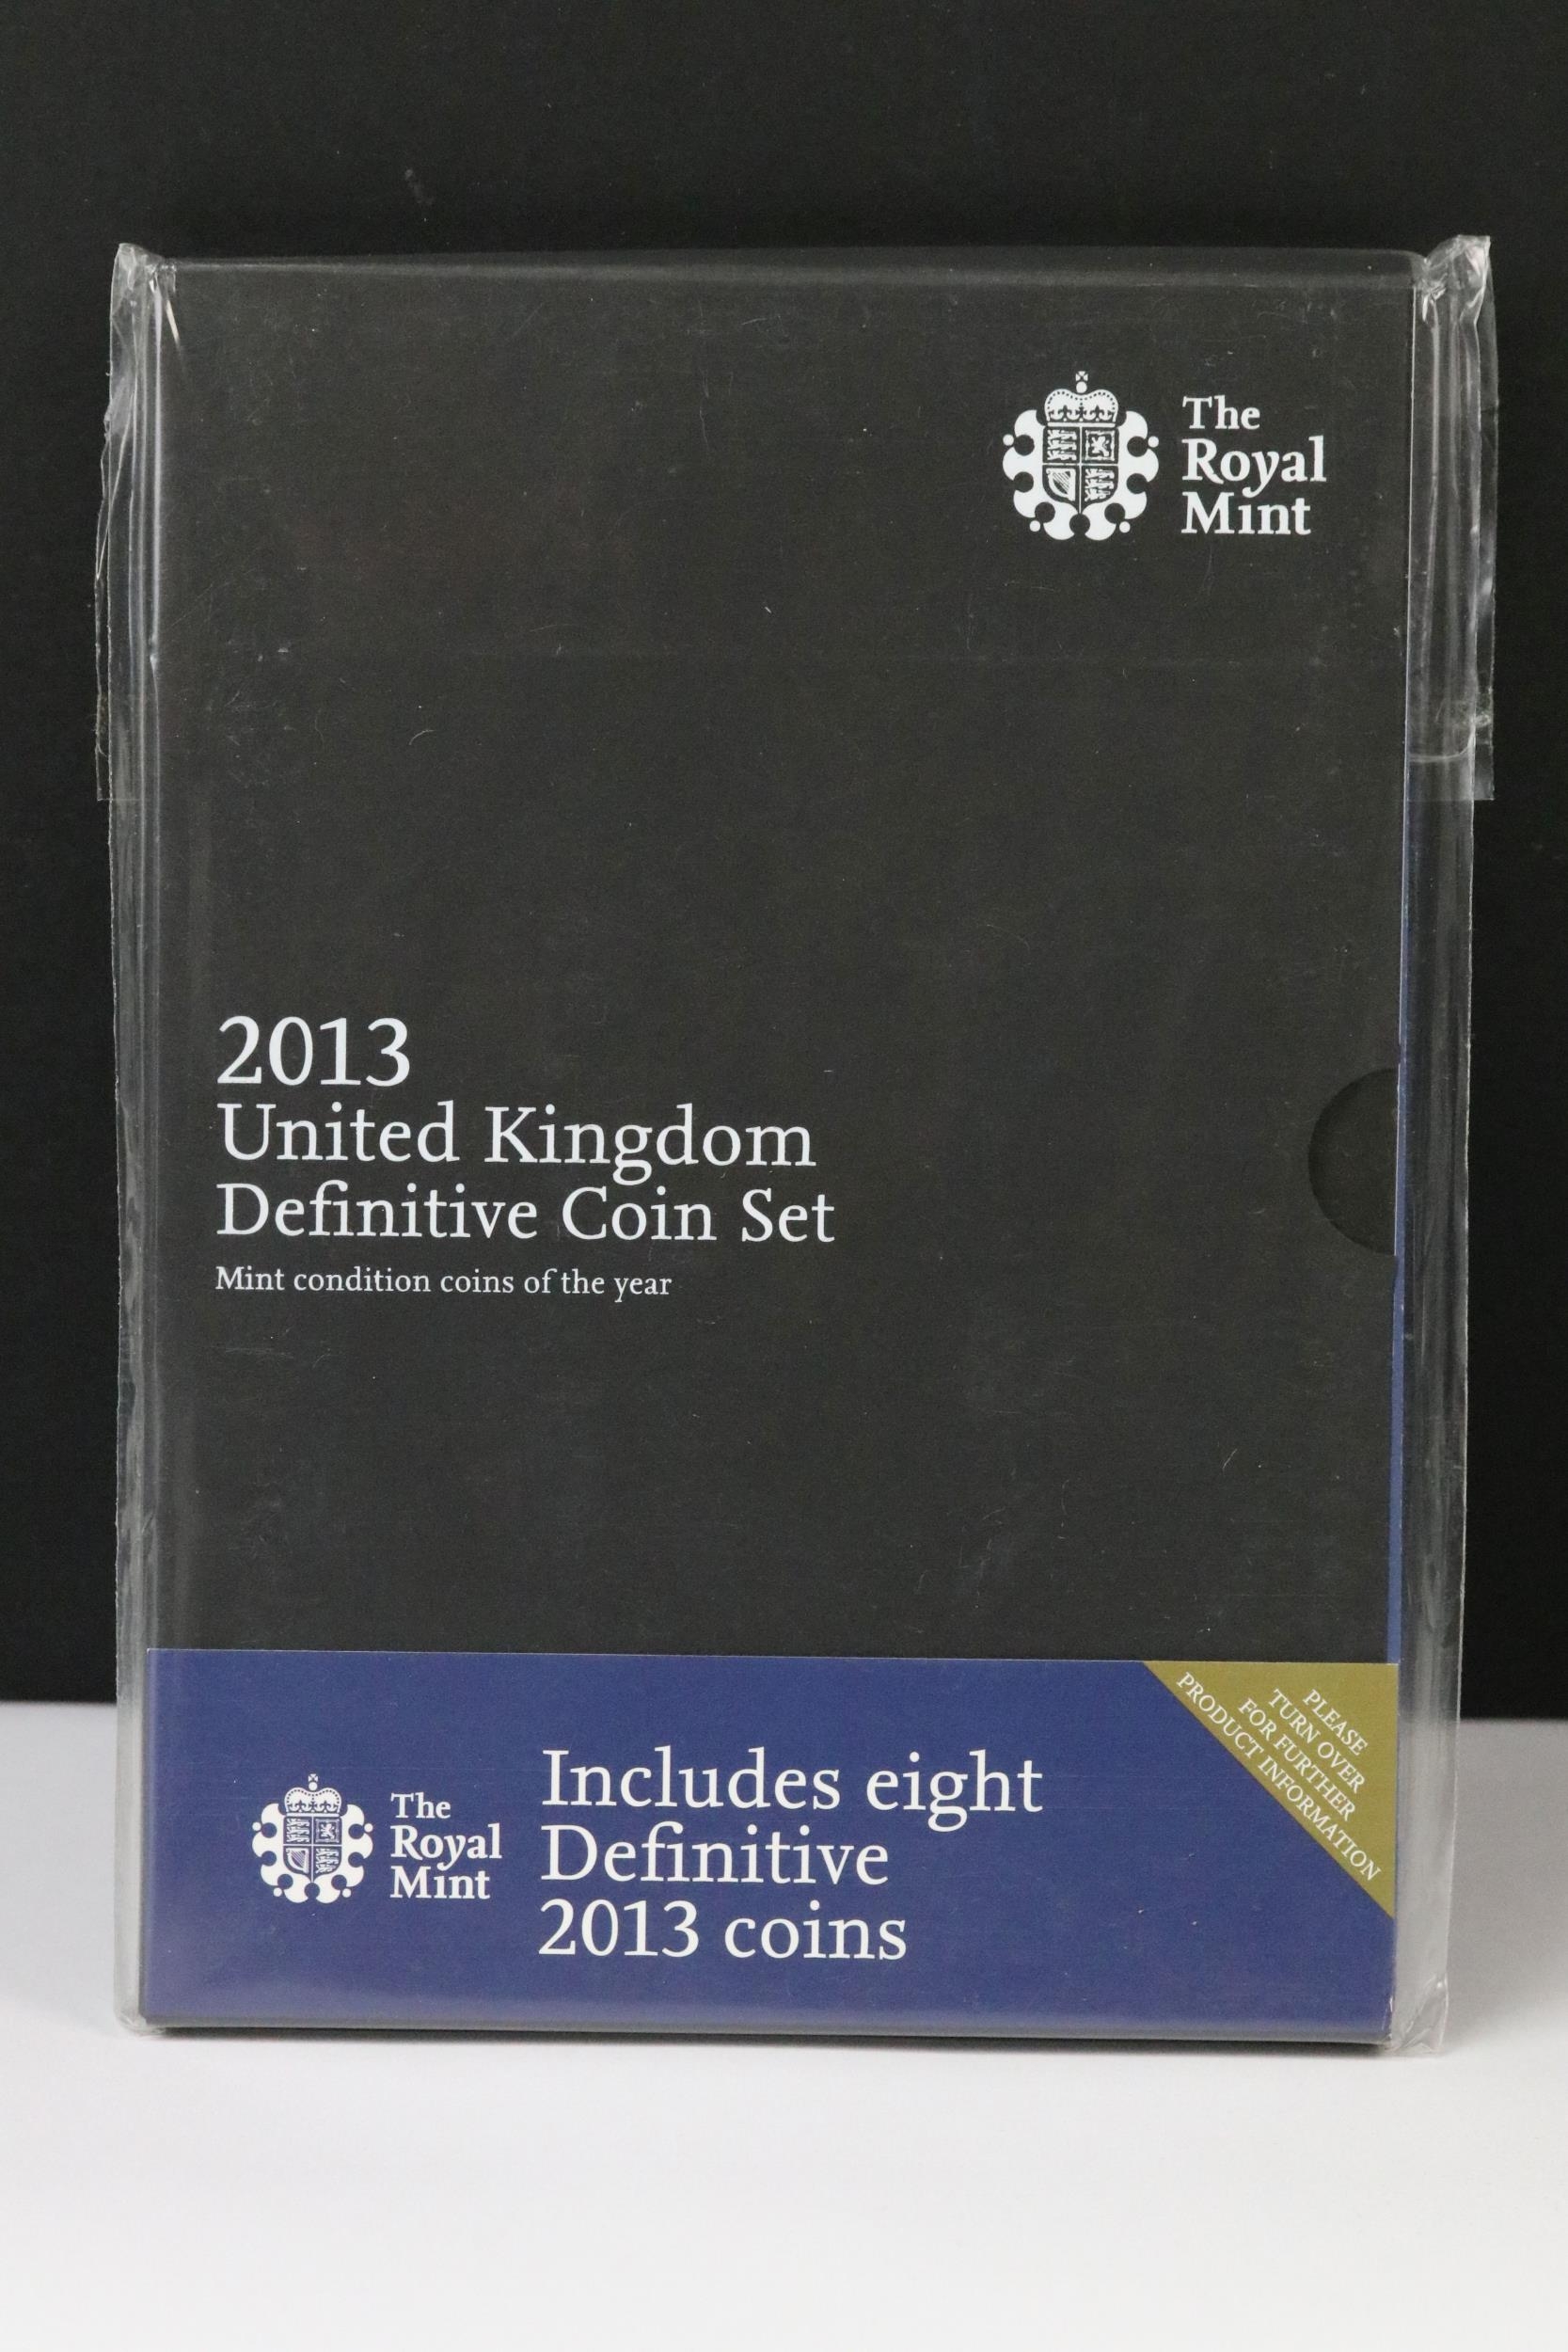 The
Royal
Mint
2013
United Kingdom
Definitive Coin Set
Mint condition coins of the year
PLEASE
TURN OVER
FOR FURTHER
PRODUCT INFORMATION
The
Royal
Mint
Includes eight
Definitive
2013 coins